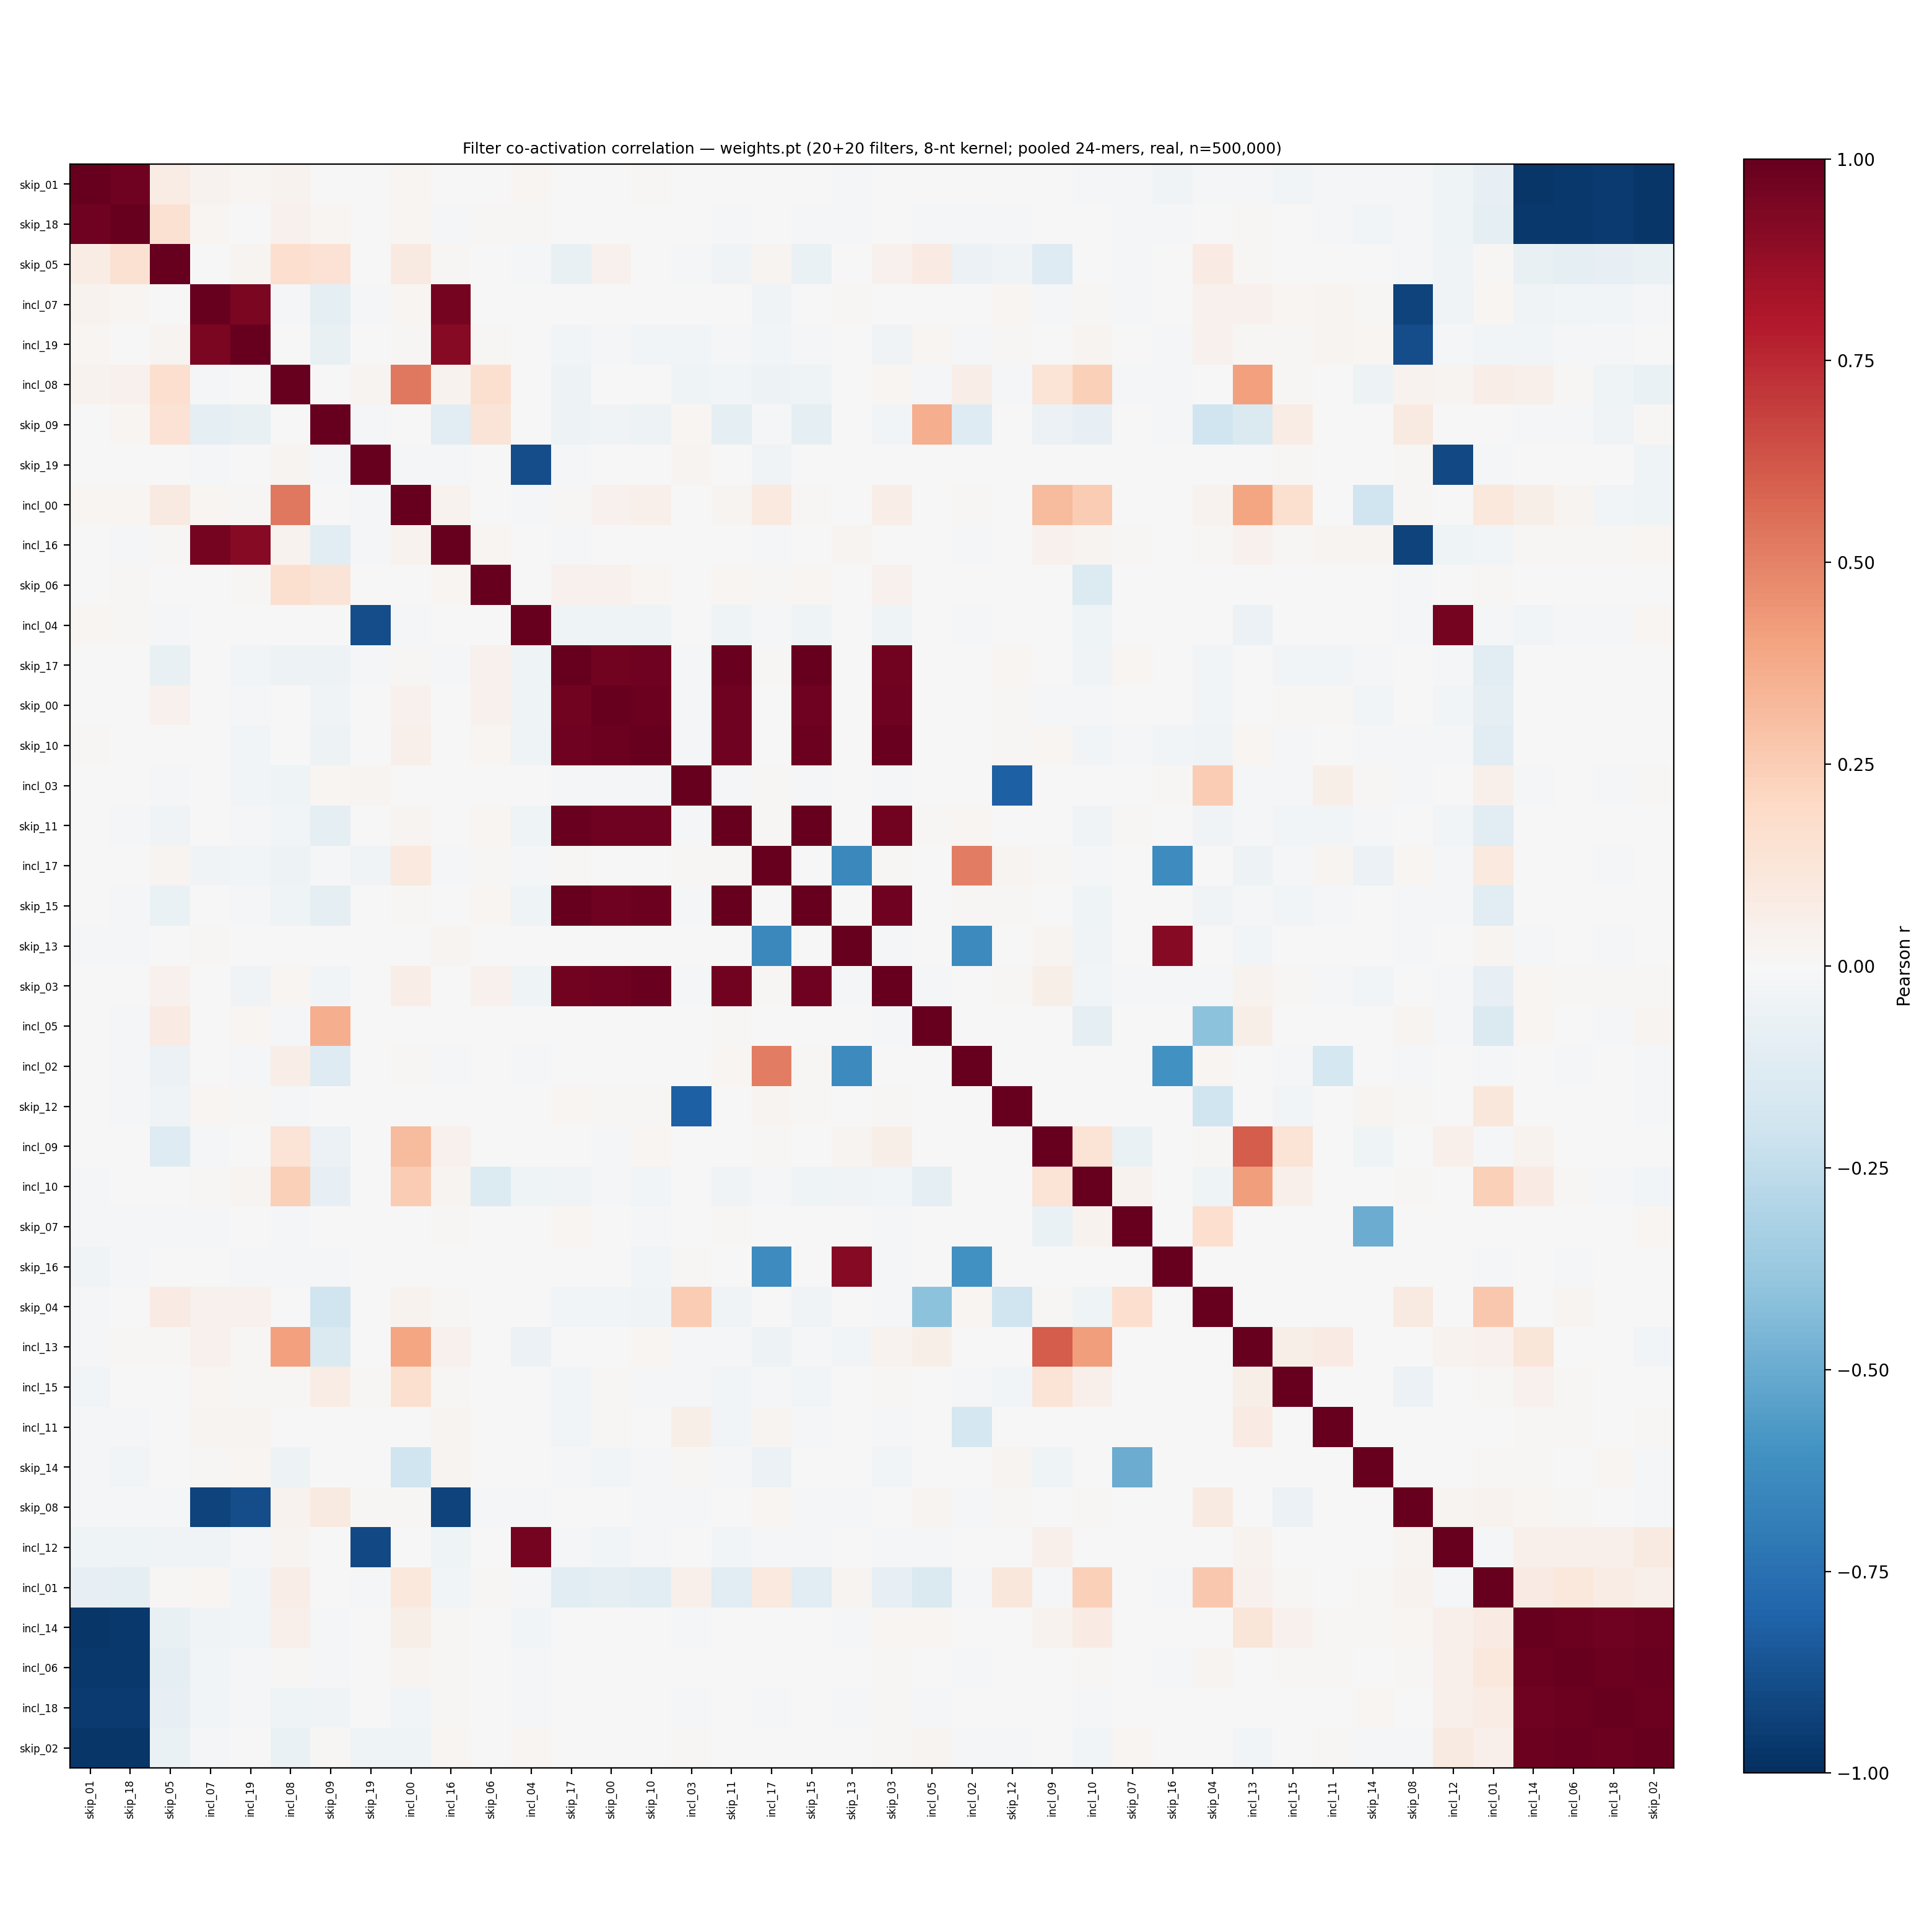 Filter co-activation correlation — weights.pt (20+20 filters, 8-nt kernel; pooled 24-mers, real, n=500,000)
skip_01
skip_18
skip_05
incl_07
incl_19
incl_08
skip_09
skip_19
incl_00
incl_16
skip_06
incl_04
skip_17
skip_00
skip_10
incl_03
skip_11
incl_17
skip_15
skip_13
skip_03
incl_05
incl_02
skip_12
incl_09
incl_10
skip_07
skip_16
skip_04
incl_13
incl_15
incl_11
skip_14
skip_08
incl_12
incl_01
incl_14
incl_06
incl_18
skip_02
skip_01
skip_18
skip_05
incl_07
incl_19
incl_08
skip_09
skip_19
incl_00
incl_16
skip_06
incl_04
skip_17
skip_00
skip_10
incl_03
skip_11
incl_17
skip_15
skip_13
skip_03
incl_05
incl_02
skip_12
incl_09
incl_10
skip_07
skip_16
skip_04
incl_13
incl_15
incl_11
skip_14
skip_08
incl_12
incl_01
incl_14
incl_06
incl_18
skip_02
1.00
0.75
0.50
0.25
0.00
−0.25
−0.50
−0.75
−1.00
Pearson r